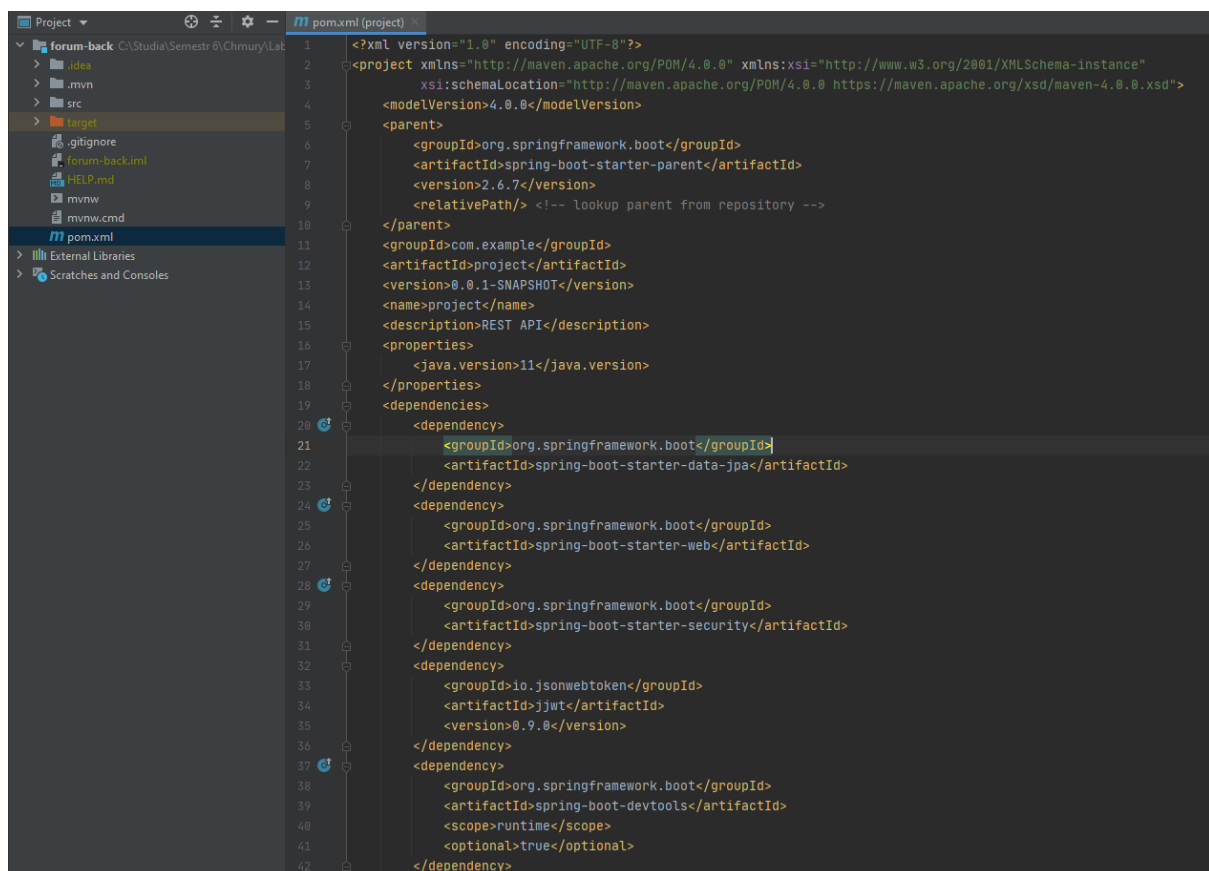 Project
pom.xml (project)
forum-back C:\Studia\Semestr 6\Chmury\Lab
.idea
.mvn
src
target
.gitignore
forum-back.iml
HELP.md
mvnw
mvnw.cmd
pom.xml
External Libraries
Scratches and Consoles
1 <?xml version="1.0" encoding="UTF-8"?>
2 <project xmlns="http://maven.apache.org/POM/4.0.0" xmlns:xsi="http://www.w3.org/2001/XMLSchema-instance"
3 xsi:schemaLocation="http://maven.apache.org/POM/4.0.0 https://maven.apache.org/xsd/maven-4.0.0.xsd">
4 <modelVersion>4.0.0</modelVersion>
5 <parent>
6 <groupId>org.springframework.boot</groupId>
7 <artifactId>spring-boot-starter-parent</artifactId>
8 <version>2.6.7</version>
9 <relativePath/> <!-- lookup parent from repository -->
10 </parent>
11 <groupId>com.example</groupId>
12 <artifactId>project</artifactId>
13 <version>0.0.1-SNAPSHOT</version>
14 <name>project</name>
15 <description>REST API</description>
16 <properties>
17 <java.version>11</java.version>
18 </properties>
19 <dependencies>
20 <dependency>
21 <groupId>org.springframework.boot</groupId>
22 <artifactId>spring-boot-starter-data-jpa</artifactId>
23 </dependency>
24 <dependency>
25 <groupId>org.springframework.boot</groupId>
26 <artifactId>spring-boot-starter-web</artifactId>
27 </dependency>
28 <dependency>
29 <groupId>org.springframework.boot</groupId>
30 <artifactId>spring-boot-starter-security</artifactId>
31 </dependency>
32 <dependency>
33 <groupId>io.jsonwebtoken</groupId>
34 <artifactId>jjwt</artifactId>
35 <version>0.9.0</version>
36 </dependency>
37 <dependency>
38 <groupId>org.springframework.boot</groupId>
39 <artifactId>spring-boot-devtools</artifactId>
40 <scope>runtime</scope>
41 <optional>true</optional>
42 </dependency>